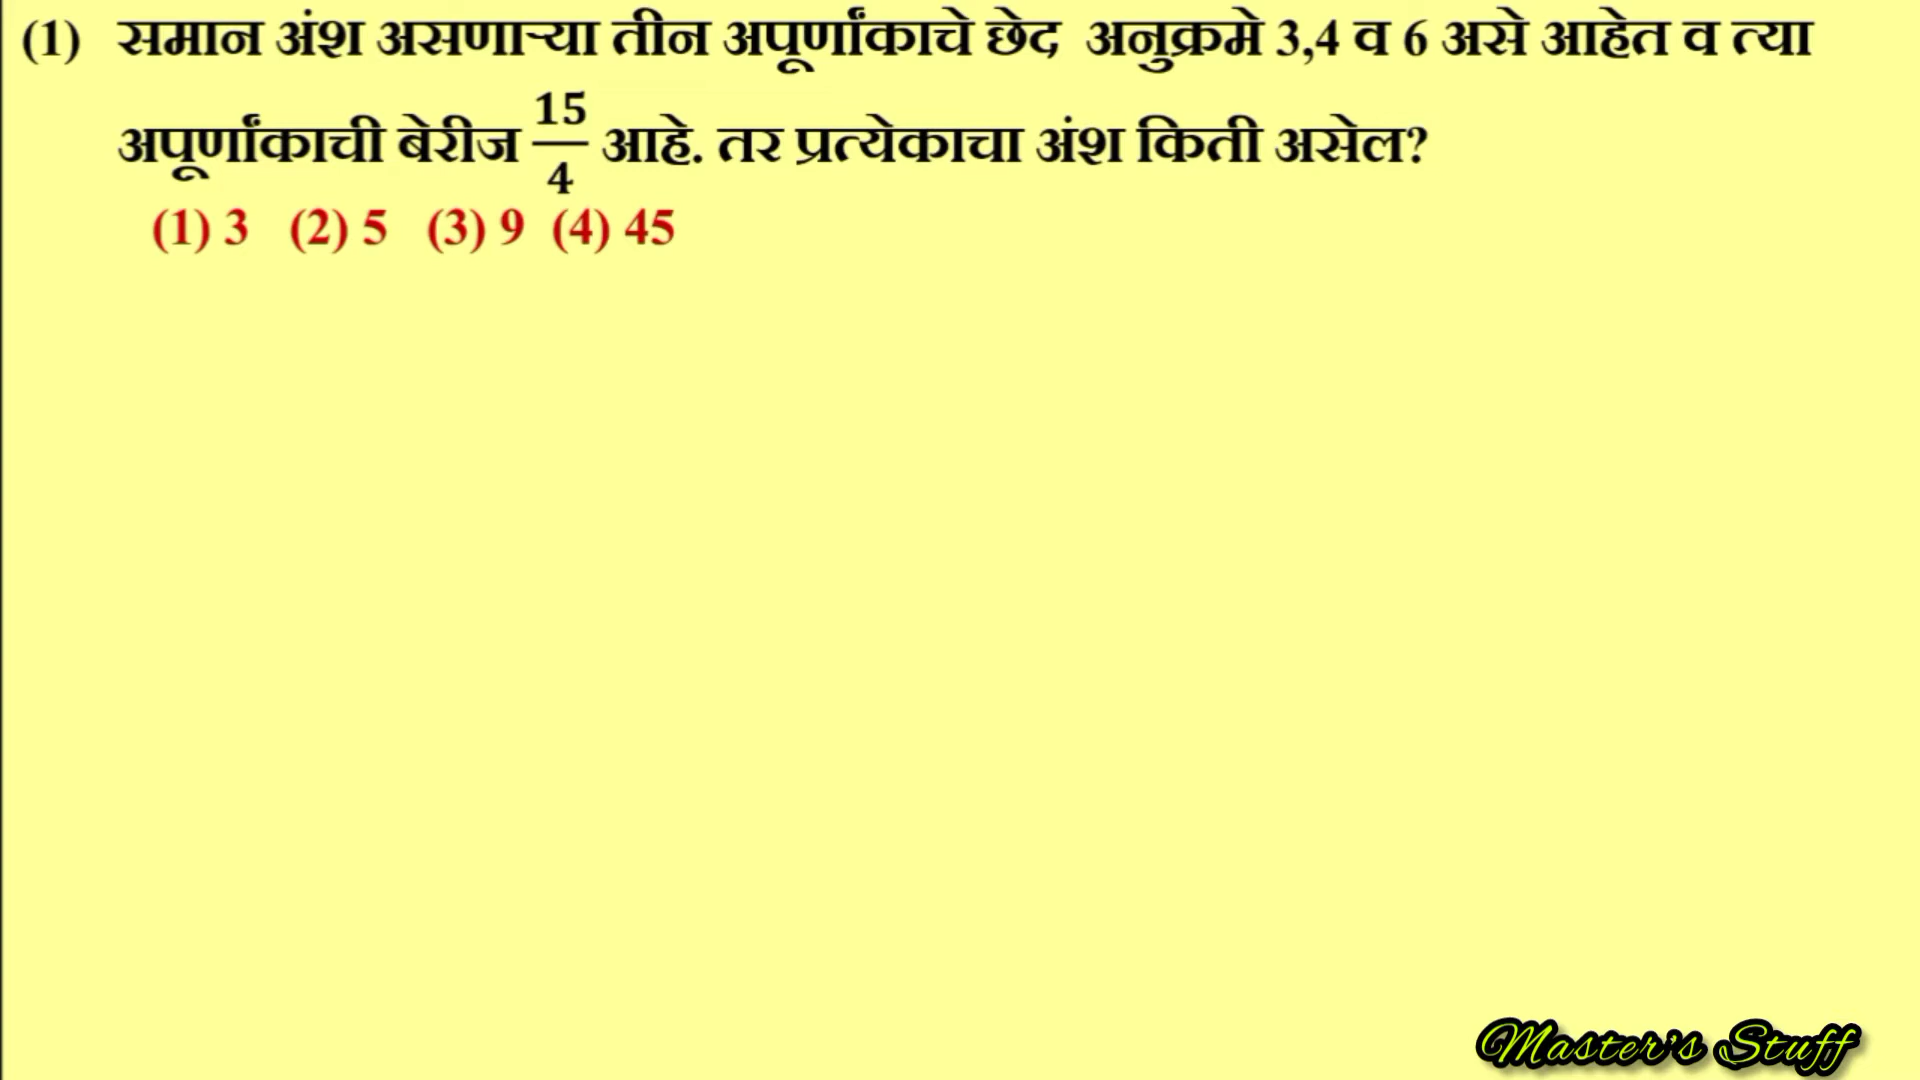 (1) समान अंश असणाऱ्या तीन अपूर्णांकाचे छेद अनुक्रमे 3,4 व 6 असे आहेत व त्या
अपूर्णांकाची बेरीज 15/4 आहे. तर प्रत्येकाचा अंश किती असेल?
(1) 3 (2) 5 (3) 9 (4) 45
Master's Stuff